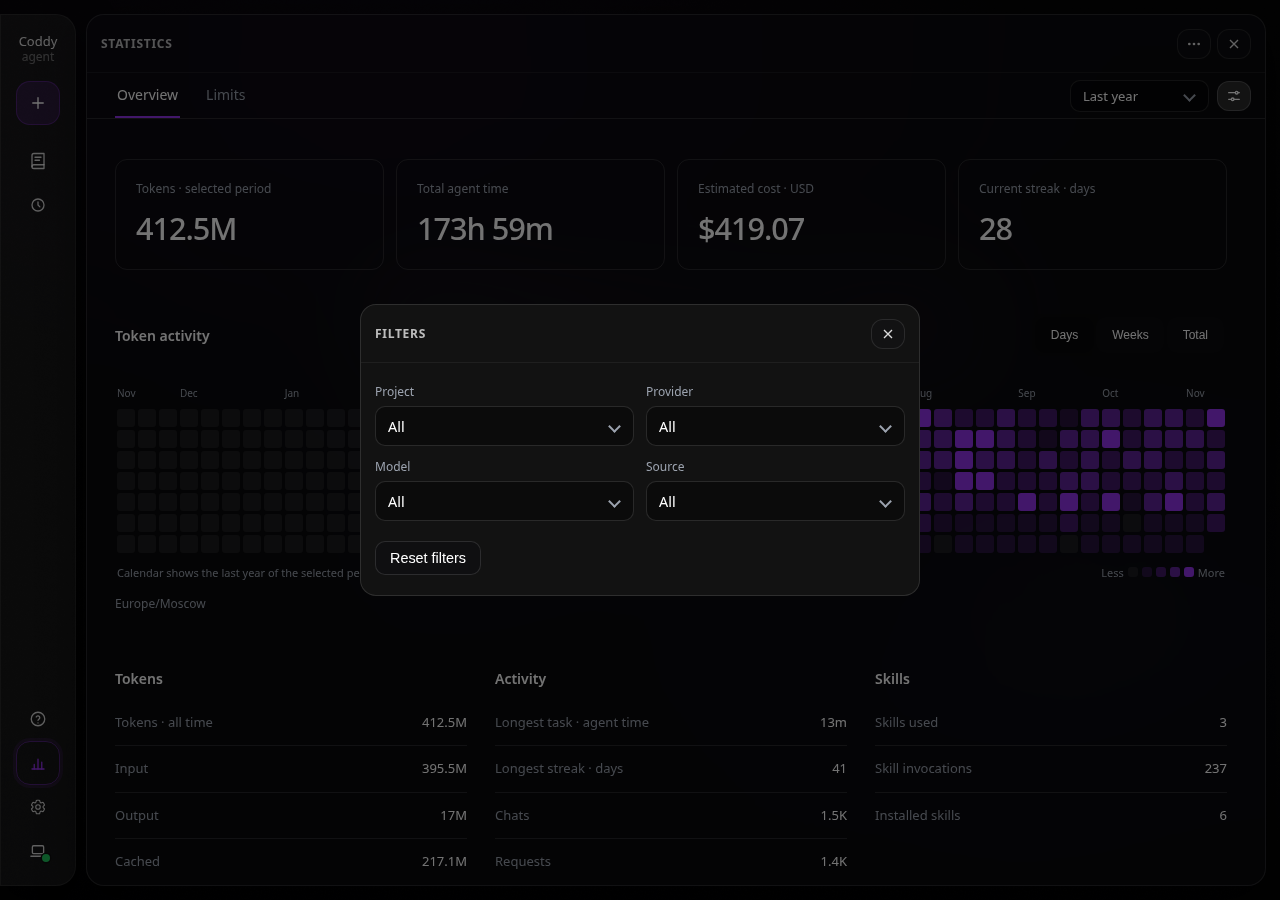 Coddy
agent
STATISTICS
Overview
Limits
Last year
Tokens · selected period
412.5M
Total agent time
173h 59m
Estimated cost · USD
$419.07
Current streak · days
28
Token activity
Days
Weeks
Total
FILTERS
Project
All
Provider
All
Model
All
Source
All
Reset filters
Nov
Dec
Jan
Sep
Oct
Nov
Calendar shows the last year of the selected
Less
More
Europe/Moscow
Tokens
Tokens · all time
412.5M
Input
395.5M
Output
17M
Cached
217.1M
Activity
Longest task · agent time
13m
Longest streak · days
41
Chats
1.5K
Requests
1.4K
Skills
Skills used
3
Skill invocations
237
Installed skills
6